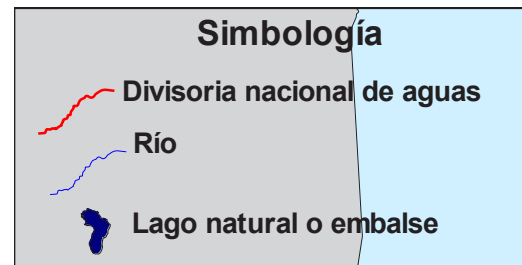 Simbología
Divisoria nacional de aguas
Río
Lago natural o embalse